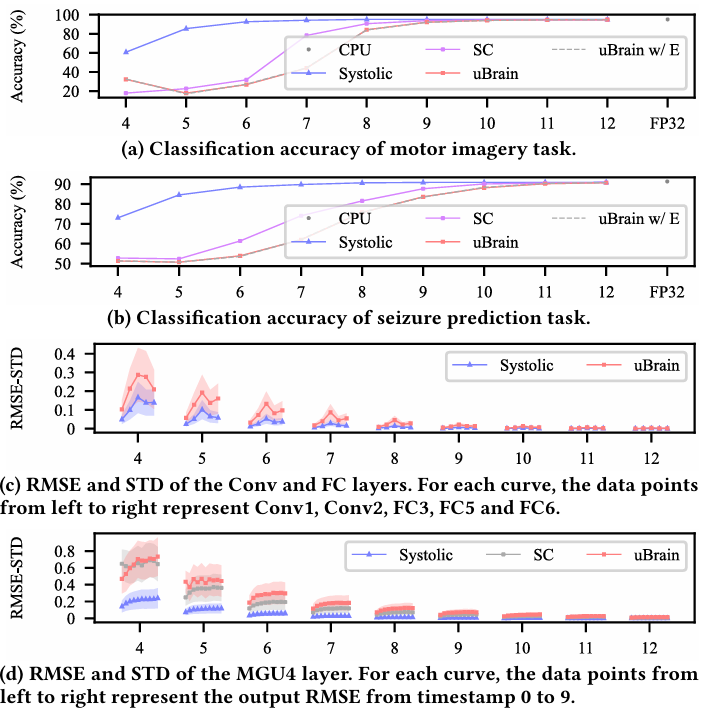 Accuracy (%)
100
80
60
40
20
CPU
SC
uBrain w/ E
Systolic
uBrain
4 5 6 7 8 9 10 11 12 FP32
(a) Classification accuracy of motor imagery task.
Accuracy (%)
90
80
70
60
50
CPU
SC
uBrain w/ E
Systolic
uBrain
4 5 6 7 8 9 10 11 12 FP32
(b) Classification accuracy of seizure prediction task.
RMSE-STD
0.4
0.3
0.2
0.1
0
Systolic
uBrain
4 5 6 7 8 9 10 11 12
(c) RMSE and STD of the Conv and FC layers. For each curve, the data points
from left to right represent Conv1, Conv2, FC3, FC5 and FC6.
RMSE-STD
0.8
0.6
0.4
0.2
0
Systolic
SC
uBrain
4 5 6 7 8 9 10 11 12
(d) RMSE and STD of the MGU4 layer. For each curve, the data points from
left to right represent the output RMSE from timestamp 0 to 9.